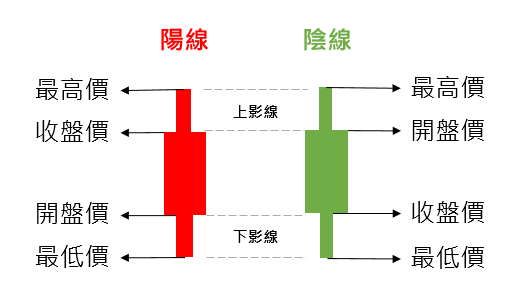 陽線 陰線
最高價 最高價
上影線
收盤價 開盤價
開盤價 收盤價
下影線
最低價 最低價